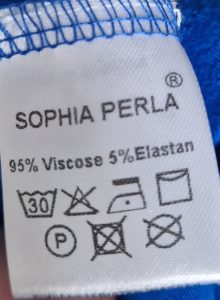 SOPHIA PERLA®
95% Viscose 5%Elastan
30
P